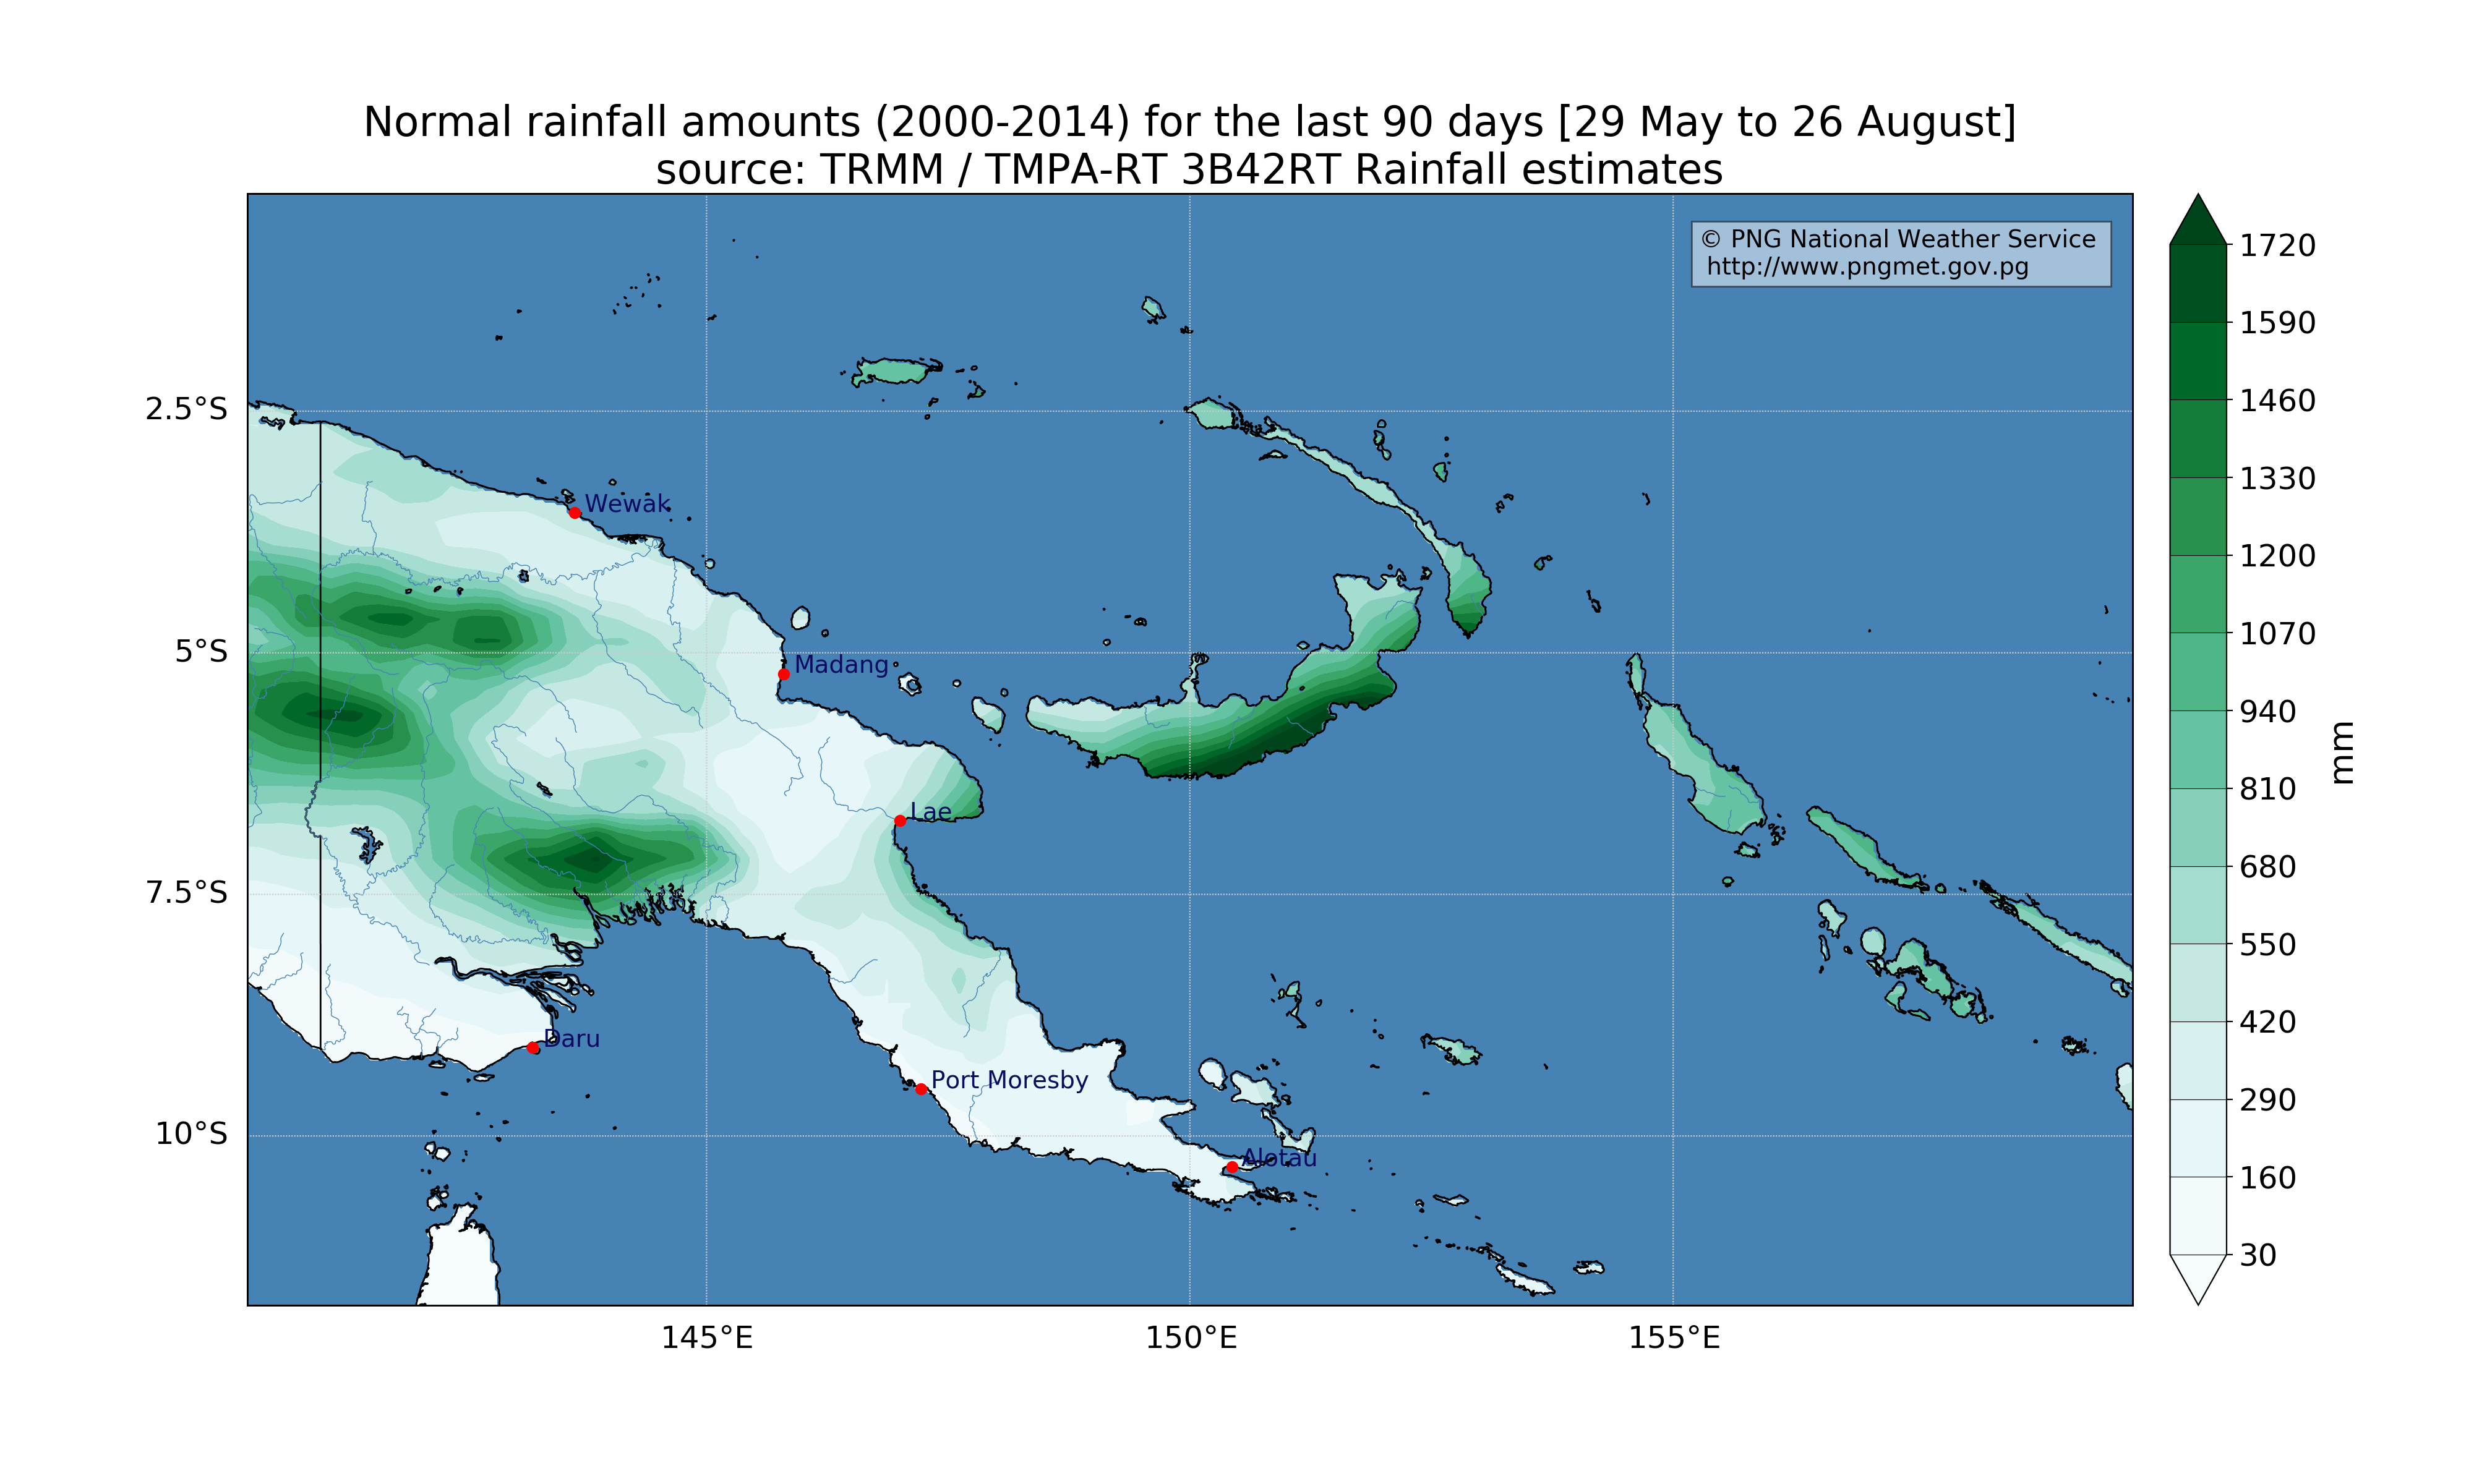 Normal rainfall amounts (2000-2014) for the last 90 days [29 May to 26 August]
source: TRMM / TMPA-RT 3B42RT Rainfall estimates
© PNG National Weather Service
http://www.pngmet.gov.pg
2.5°S
5°S
7.5°S
10°S
145°E
150°E
155°E
Wewak
Madang
Lae
Daru
Port Moresby
Alotau
1720
1590
1460
1330
1200
1070
940
810
680
550
420
290
160
30
mm